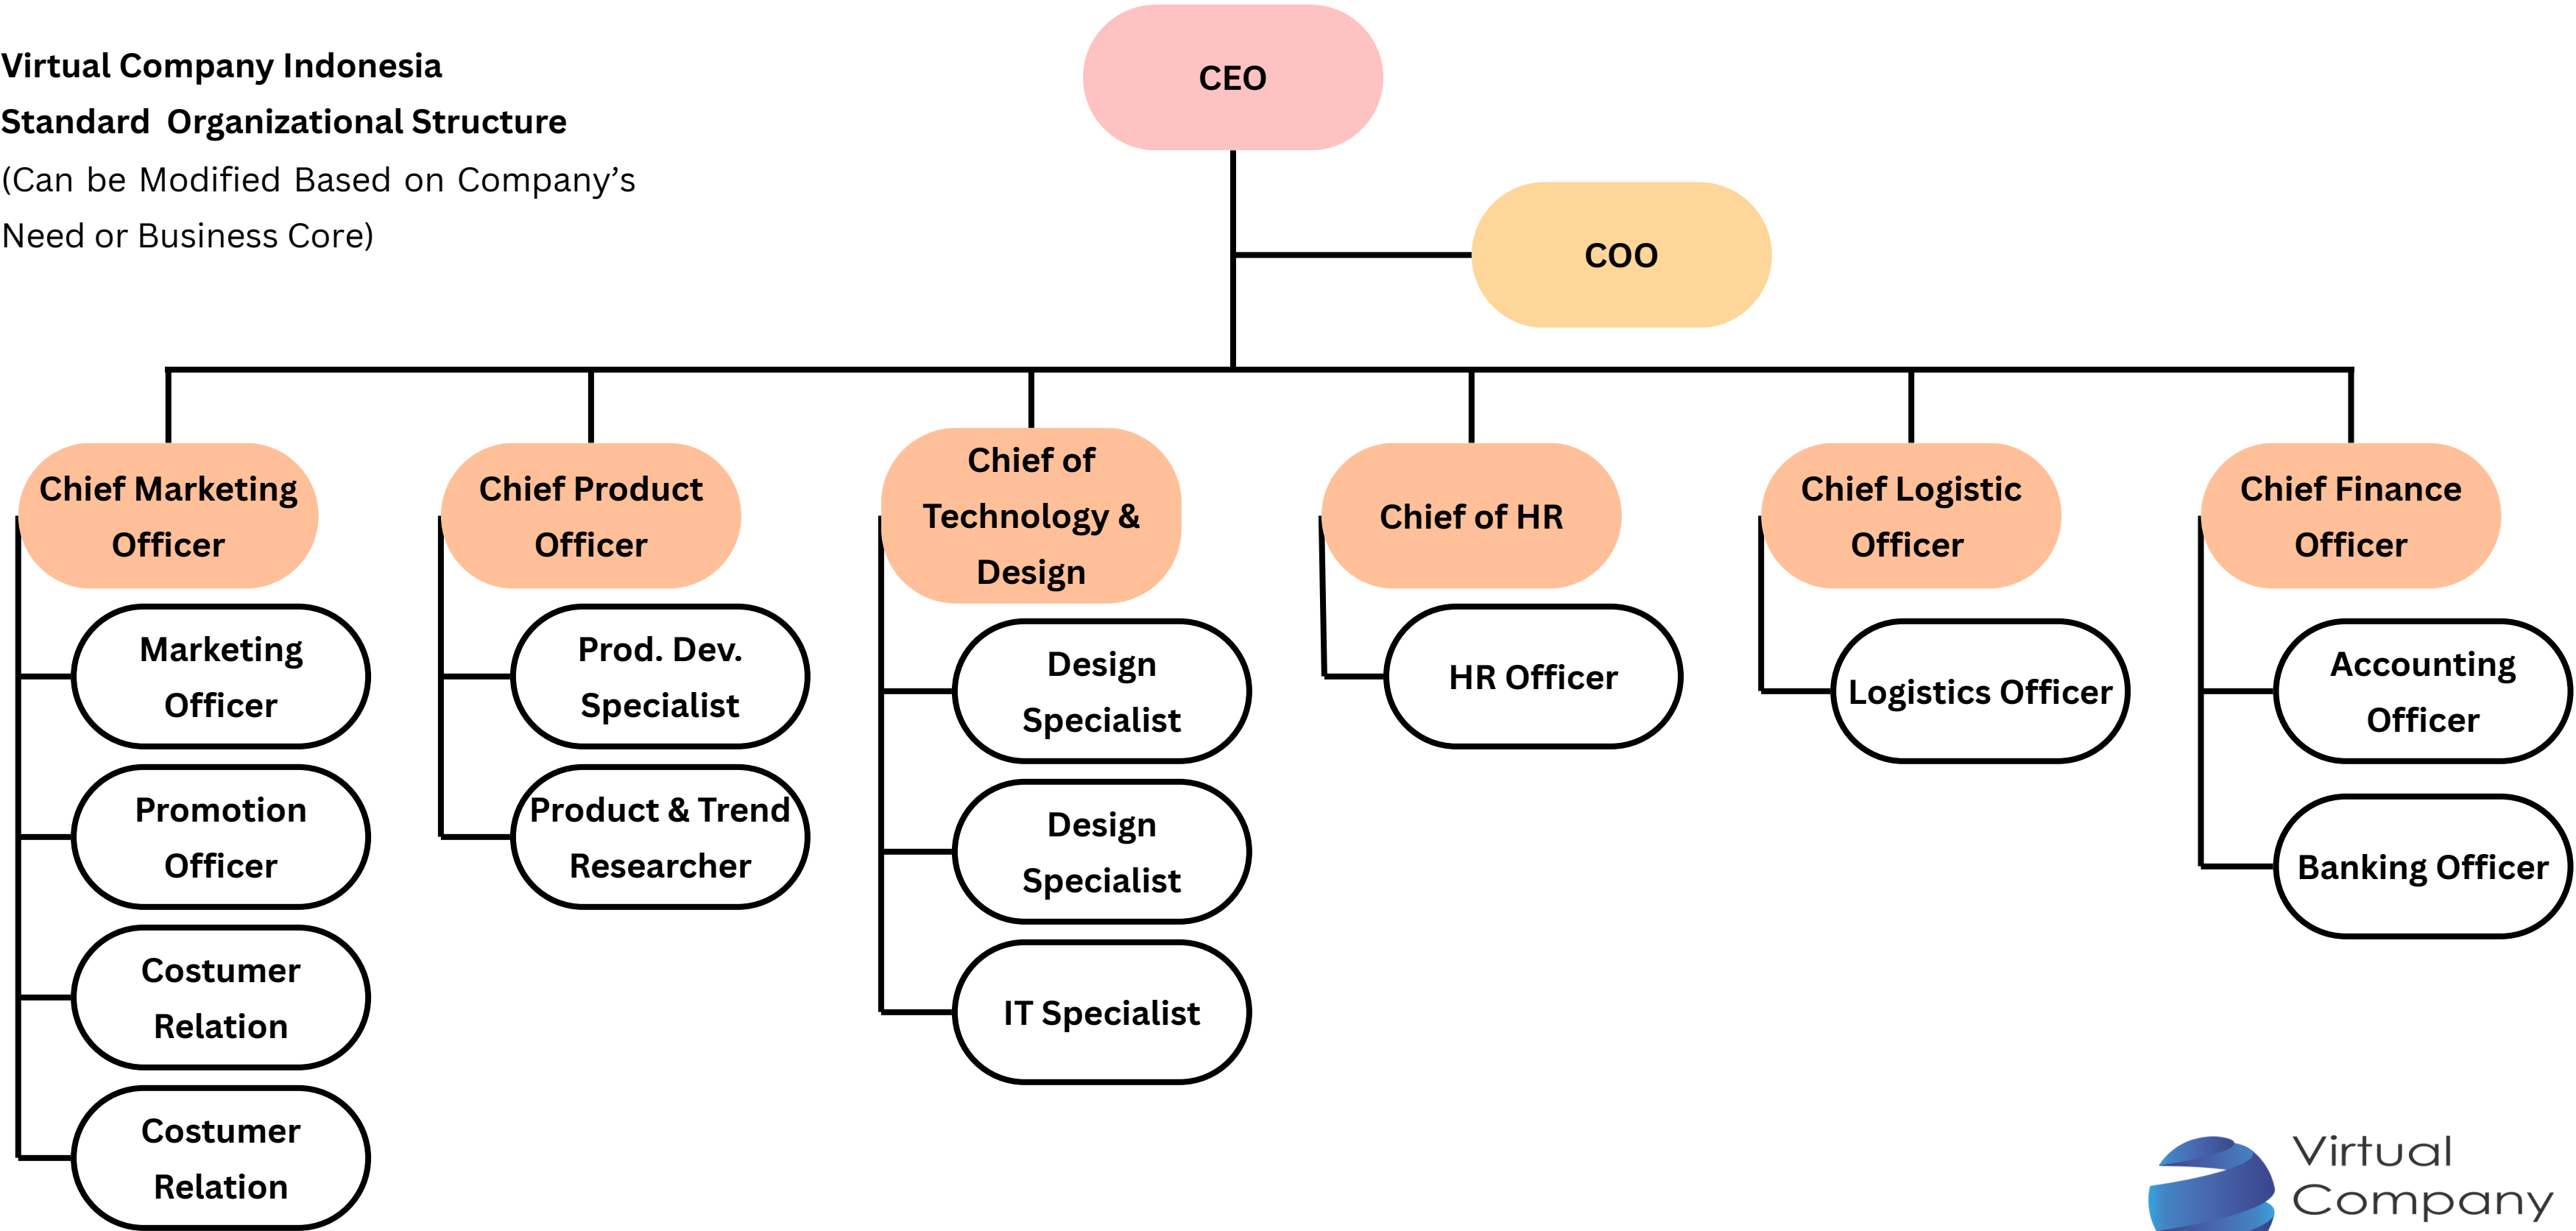 Virtual Company Indonesia
Standard Organizational Structure
(Can be Modified Based on Company's
Need or Business Core)
CEO
COO
Chief Marketing
Officer
Marketing
Officer
Promotion
Officer
Costumer
Relation
Costumer
Relation
Chief Product
Officer
Prod. Dev.
Specialist
Product & Trend
Researcher
Chief of
Technology &
Design
Design
Specialist
Design
Specialist
IT Specialist
Chief of HR
HR Officer
Chief Logistic
Officer
Logistics Officer
Chief Finance
Officer
Accounting
Officer
Banking Officer
Virtual
Company